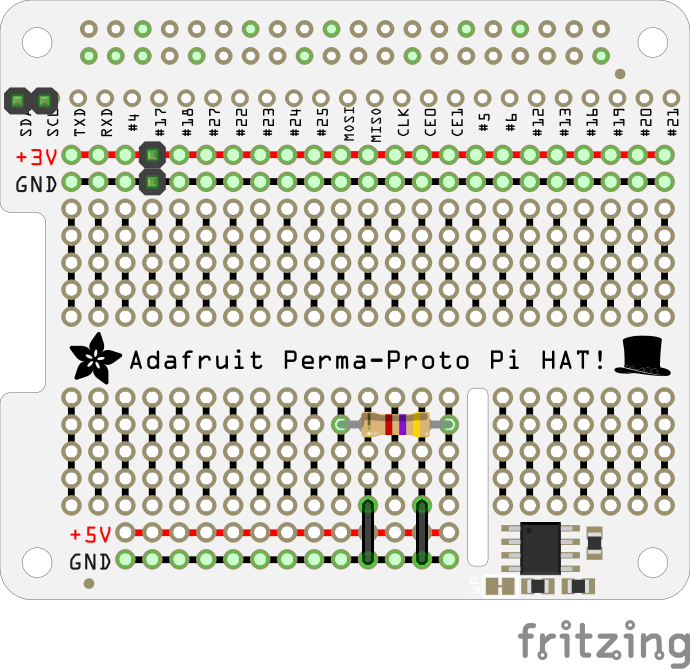 SDA SCL TXD RXD #4 #17 #18 #27 #22 #23 #24 #25 MOSI MISO CLK CE0 CE1 #5 #6 #12 #13 #16 #19 #20 #21
+3V
GND
Adafruit Perma-Proto Pi HAT!
+5V
GND
WP
fritzing